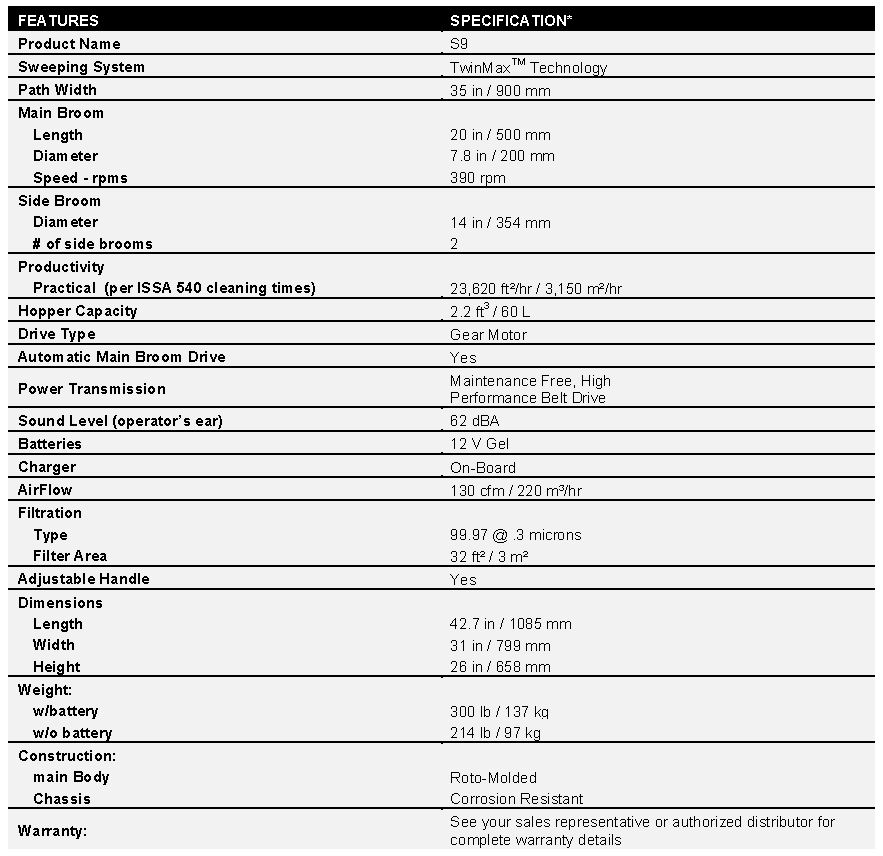 FEATURES SPECIFICATION*
Product Name S9
Sweeping System TwinMax™ Technology
Path Width 35 in / 900 mm
Main Broom
Length 20 in / 500 mm
Diameter 7.8 in / 200 mm
Speed - rpms 390 rpm
Side Broom
Diameter 14 in / 354 mm
# of side brooms 2
Productivity
Practical (per ISSA 540 cleaning times) 23,620 ft²/hr / 3,150 m²/hr
Hopper Capacity 2.2 ft³ / 60 L
Drive Type Gear Motor
Automatic Main Broom Drive Yes
Power Transmission Maintenance Free, High
Performance Belt Drive
Sound Level (operator's ear) 62 dBA
Batteries 12 V Gel
Charger On-Board
AirFlow 130 cfm / 220 m³/hr
Filtration
Type 99.97 @ .3 microns
Filter Area 32 ft² / 3 m²
Adjustable Handle Yes
Dimensions
Length 42.7 in / 1085 mm
Width 31 in / 799 mm
Height 26 in / 658 mm
Weight:
w/battery 300 lb / 137 kg
w/o battery 214 lb / 97 kg
Construction:
main Body Roto-Molded
Chassis Corrosion Resistant
Warranty: See your sales representative or authorized distributor for
complete warranty details